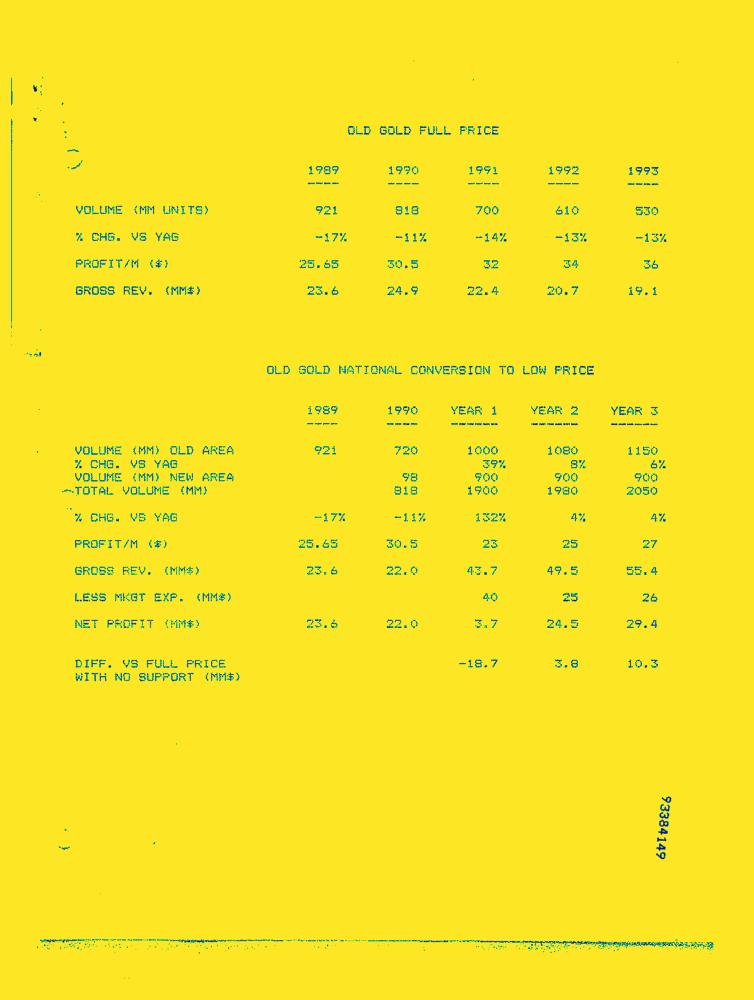 OLD GOLD FULL PRICE
1989 1990 1991 1992 1993
---- ---- ---- ---- ----
VOLUME (MM UNITS) 921 818 700 610 530
% CHG. VS YAG -17% -11% -14% -13% -13%
PROFIT/M ($) 25.65 30.5 32 34 36
GROSS REV. (MM$) 23.6 24.9 22.4 20.7 19.1
OLD GOLD NATIONAL CONVERSION TO LOW PRICE
1989 1990 YEAR 1 YEAR 2 YEAR 3
---- ---- ------ ------ ------
VOLUME (MM) OLD AREA 921 720 1000 1080 1150
% CHG. VS YAG 39% 8% 6%
VOLUME (MM) NEW AREA 98 900 900 900
TOTAL VOLUME (MM) 818 1900 1980 2050
% CHG. VS YAG -17% -11% 132% 4% 4%
PROFIT/M ($) 25.65 30.5 23 25 27
GROSS REV. (MM$) 23.6 22.0 43.7 49.5 55.4
LESS MKGT EXP. (MM$) 40 25 26
NET PROFIT (MM$) 23.6 22.0 3.7 24.5 29.4
DIFF. VS FULL PRICE -18.7 3.8 10.3
WITH NO SUPPORT (MM$)
93384149